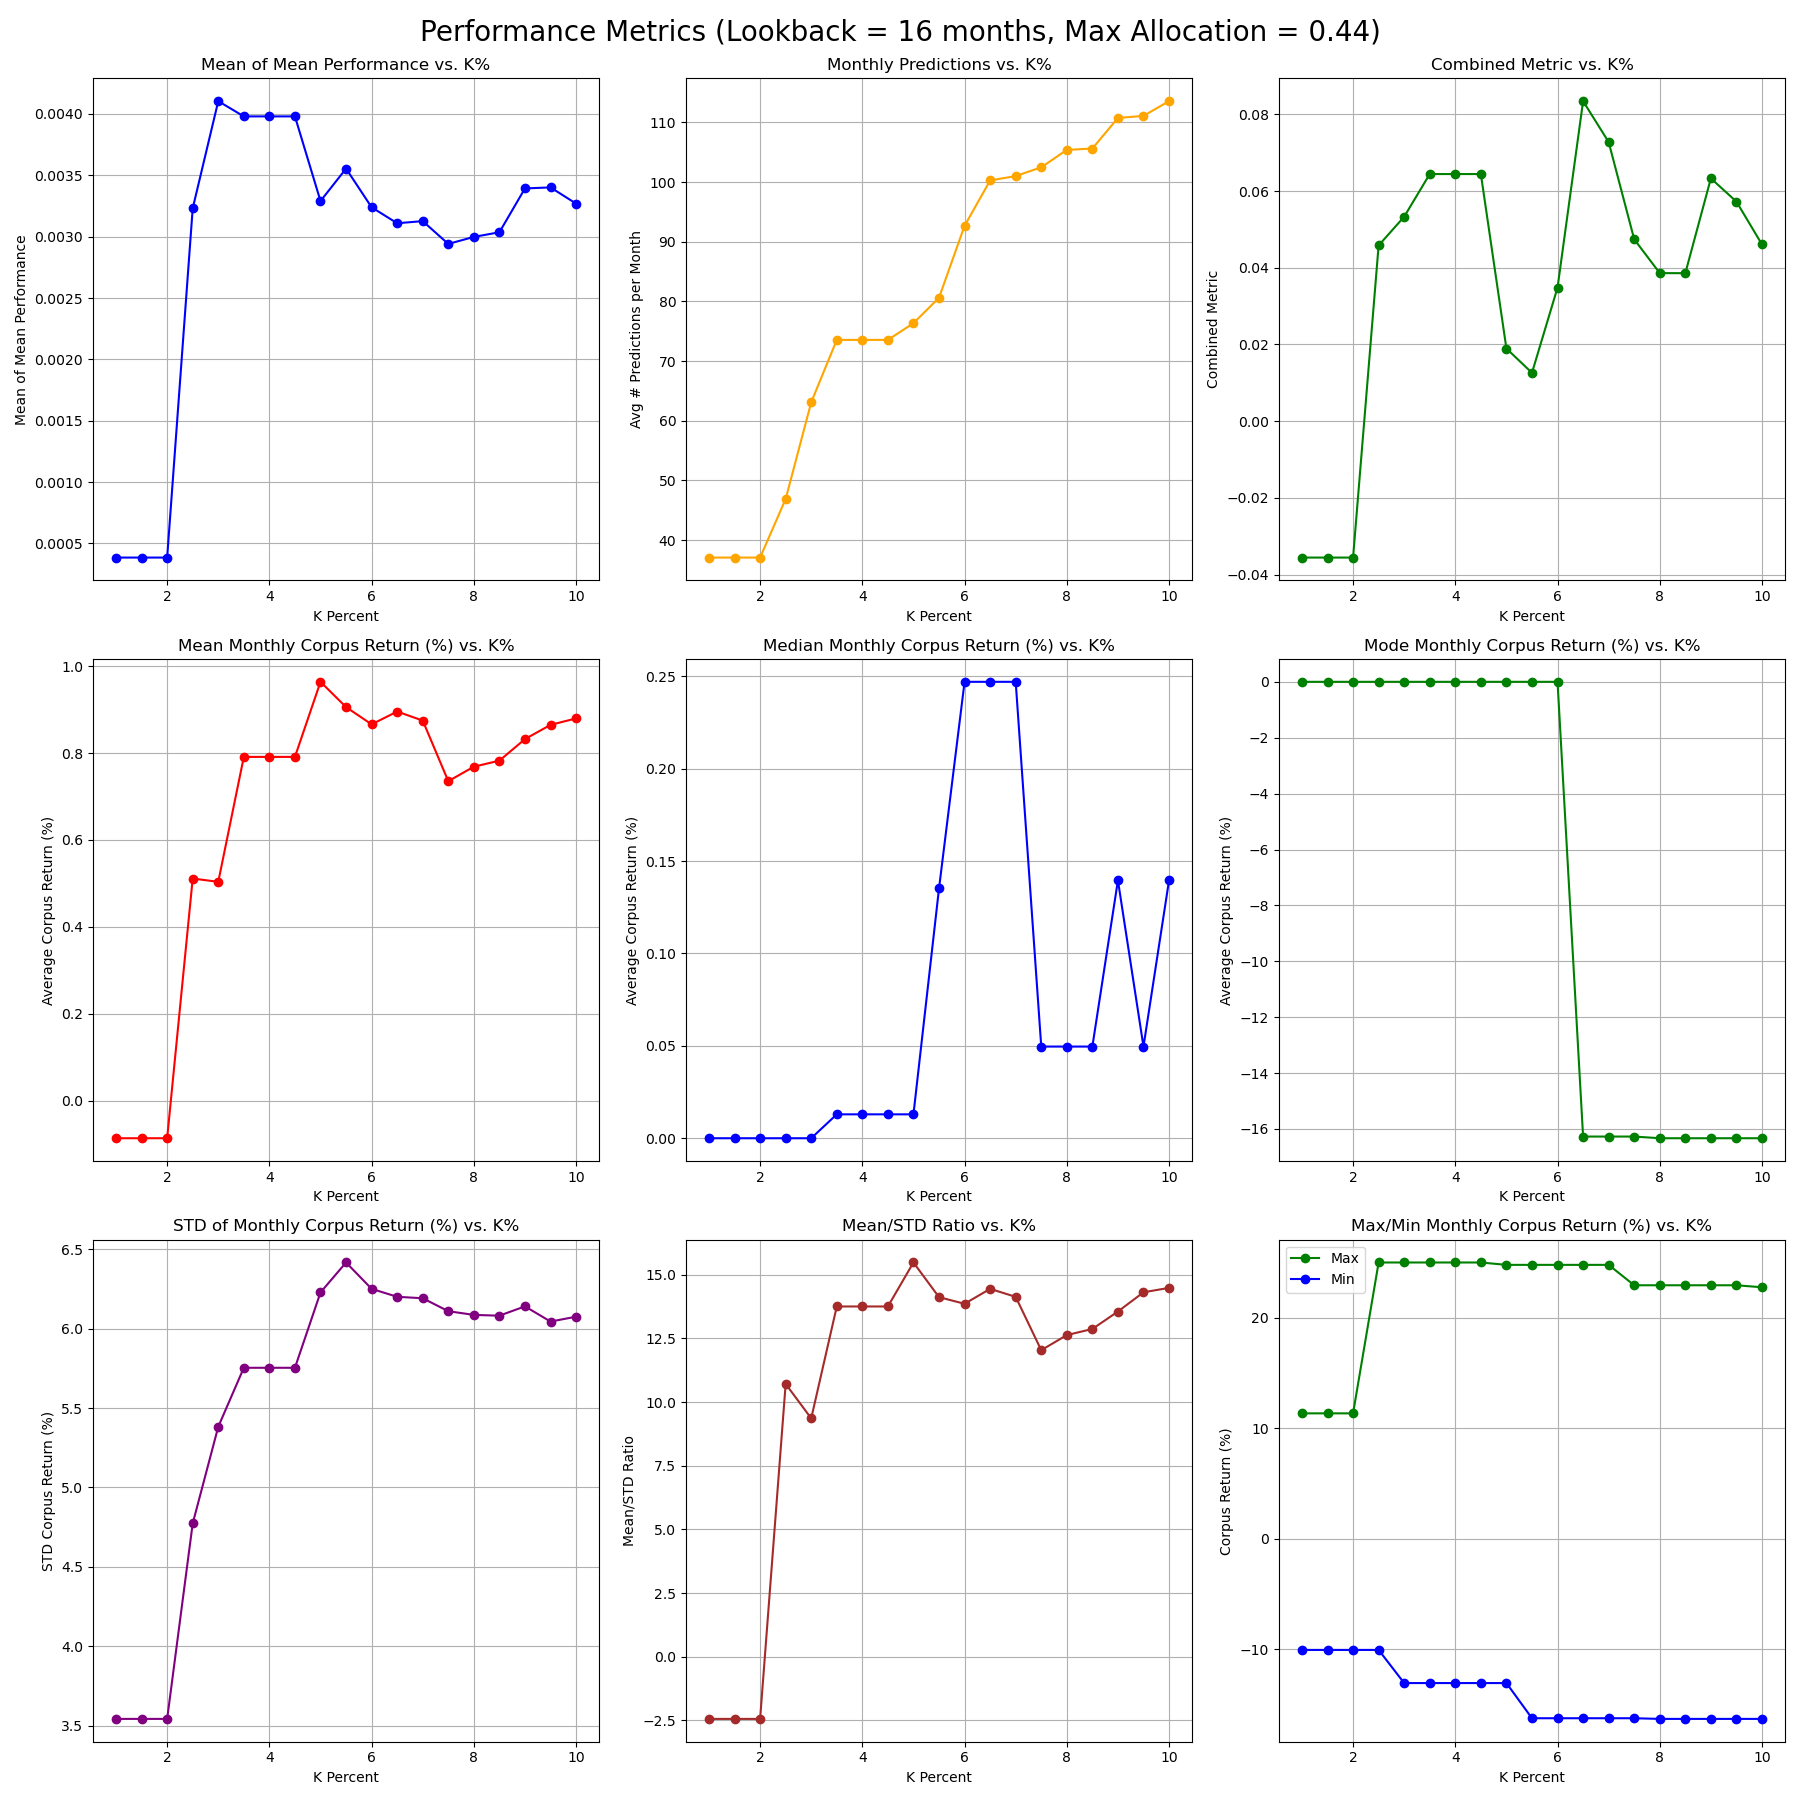 Performance Metrics (Lookback = 16 months, Max Allocation = 0.44)
Mean of Mean Performance vs. K%
Mean of Mean Performance
0.0040
0.0035
0.0030
0.0025
0.0020
0.0015
0.0010
0.0005
2 4 6 8 10
K Percent
Monthly Predictions vs. K%
Avg # Predictions per Month
110
100
90
80
70
60
50
40
2 4 6 8 10
K Percent
Combined Metric vs. K%
Combined Metric
0.08
0.06
0.04
0.02
0.00
−0.02
−0.04
2 4 6 8 10
K Percent
Mean Monthly Corpus Return (%) vs. K%
Average Corpus Return (%)
1.0
0.8
0.6
0.4
0.2
0.0
2 4 6 8 10
K Percent
Median Monthly Corpus Return (%) vs. K%
Average Corpus Return (%)
0.25
0.20
0.15
0.10
0.05
0.00
2 4 6 8 10
K Percent
Mode Monthly Corpus Return (%) vs. K%
Average Corpus Return (%)
0
−2
−4
−6
−8
−10
−12
−14
−16
2 4 6 8 10
K Percent
STD of Monthly Corpus Return (%) vs. K%
STD Corpus Return (%)
6.5
6.0
5.5
5.0
4.5
4.0
3.5
2 4 6 8 10
K Percent
Mean/STD Ratio vs. K%
Mean/STD Ratio
15.0
12.5
10.0
7.5
5.0
2.5
0.0
−2.5
2 4 6 8 10
K Percent
Max/Min Monthly Corpus Return (%) vs. K%
Max
Min
Corpus Return (%)
20
10
0
−10
2 4 6 8 10
K Percent